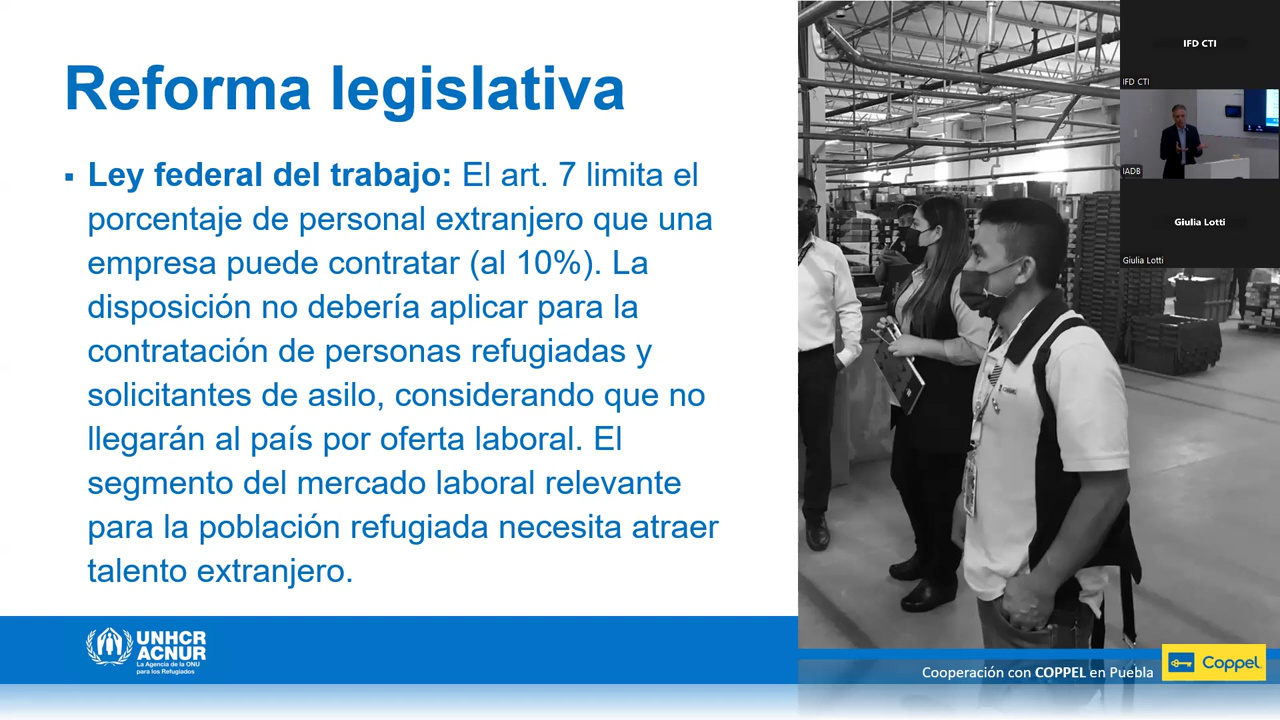 Reforma legislativa
▪ Ley federal del trabajo: El art. 7 limita el
porcentaje de personal extranjero que una
empresa puede contratar (al 10%). La
disposición no debería aplicar para la
contratación de personas refugiadas y
solicitantes de asilo, considerando que no
llegarán al país por oferta laboral. El
segmento del mercado laboral relevante
para la población refugiada necesita atraer
talento extranjero.
UNHCR
ACNUR
La Agencia de la ONU
para los Refugiados
IFD CTI
IFD CTI
IADB
Giulia Lotti
Giulia Lotti
Cooperación con COPPEL en Puebla
Coppel